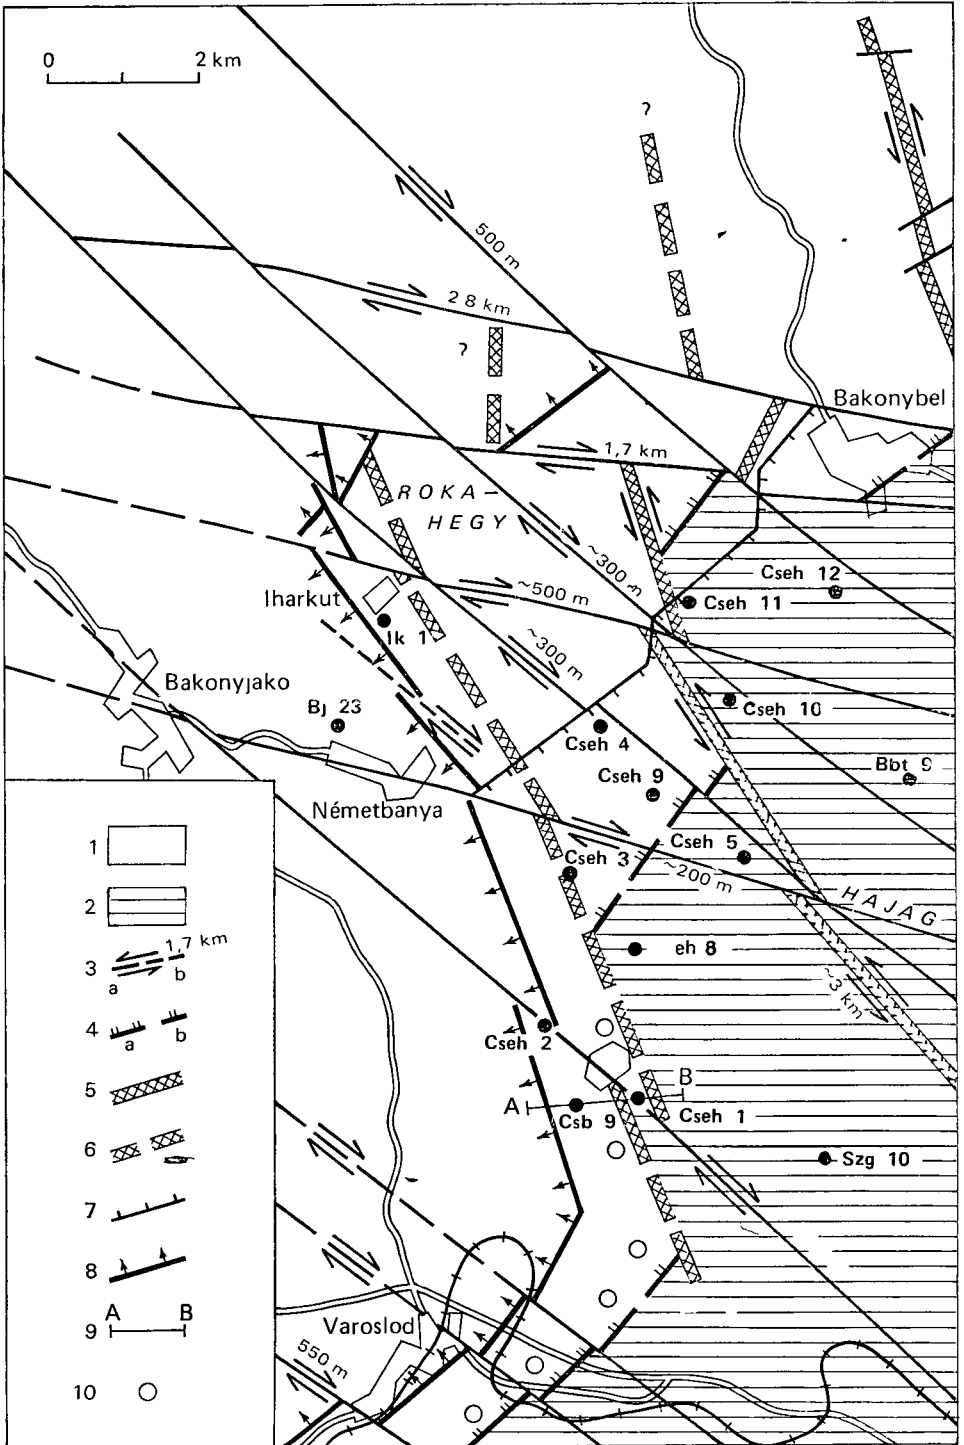 0 2 km
?
500 m
2 8 km
?
Bakonybel
1,7 km
ROKA–
HEGY
~300 m
Cseh 12
Iharkut
~500 m
Cseh 11
Ik 1
~300 m
Bakonyjako
Bj 23
Cseh 10
Cseh 4
Bbt 9
Cseh 9
Németbanya
Cseh 5
Cseh 3
~200 m
HAJAG
eh 8
~3 km
Cseh 2
A B
Csb 9
Cseh 1
Szg 10
Varoslod
550 m
1
2
3 1,7 km
a b
4
a b
5
6
7
8
A B
9
10